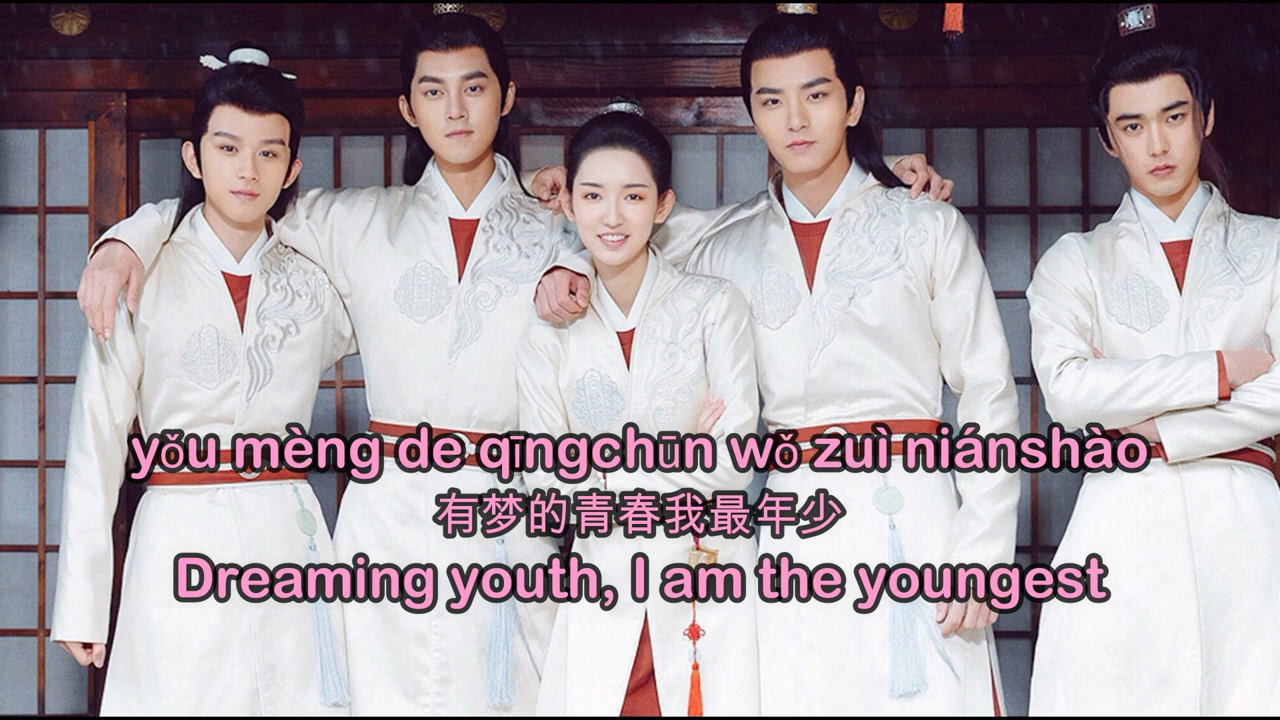 yǒu mèng de qīngchūn wǒ zuì niánshào
有梦的青春我最年少
Dreaming youth, I am the youngest